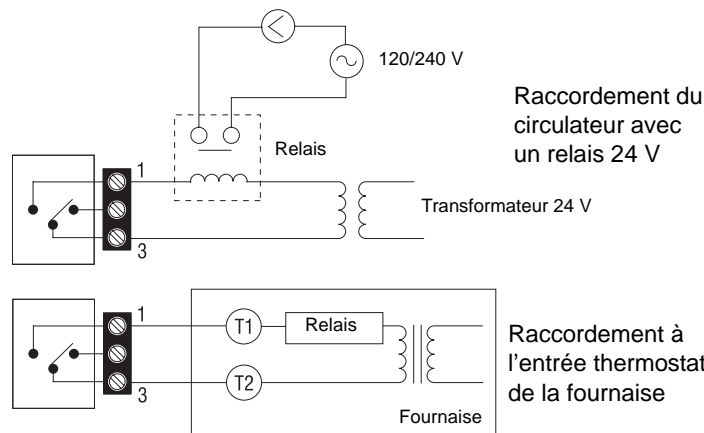 120/240 V
Raccordement du
circulateur avec
un relais 24 V
Relais
1
Transformateur 24 V
3
1
T1
Relais
Raccordement à
l'entrée thermostat
de la fournaise
T2
3
Fournaise